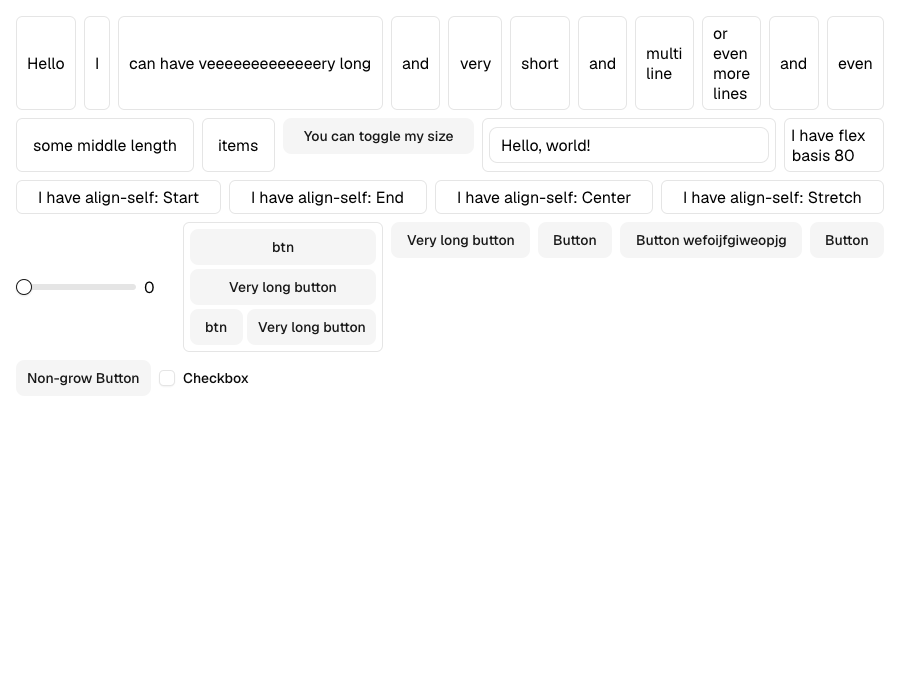 Hello
I
can have veeeeeeeeeeeeery long
and
very
short
and
multi
line
or
even
more
lines
and
even
some middle length
items
You can toggle my size
Hello, world!
I have flex
basis 80
I have align-self: Start
I have align-self: End
I have align-self: Center
I have align-self: Stretch
0
btn
Very long button
btn
Very long button
Very long button
Button
Button wefoijfgiweopjg
Button
Non-grow Button
Checkbox